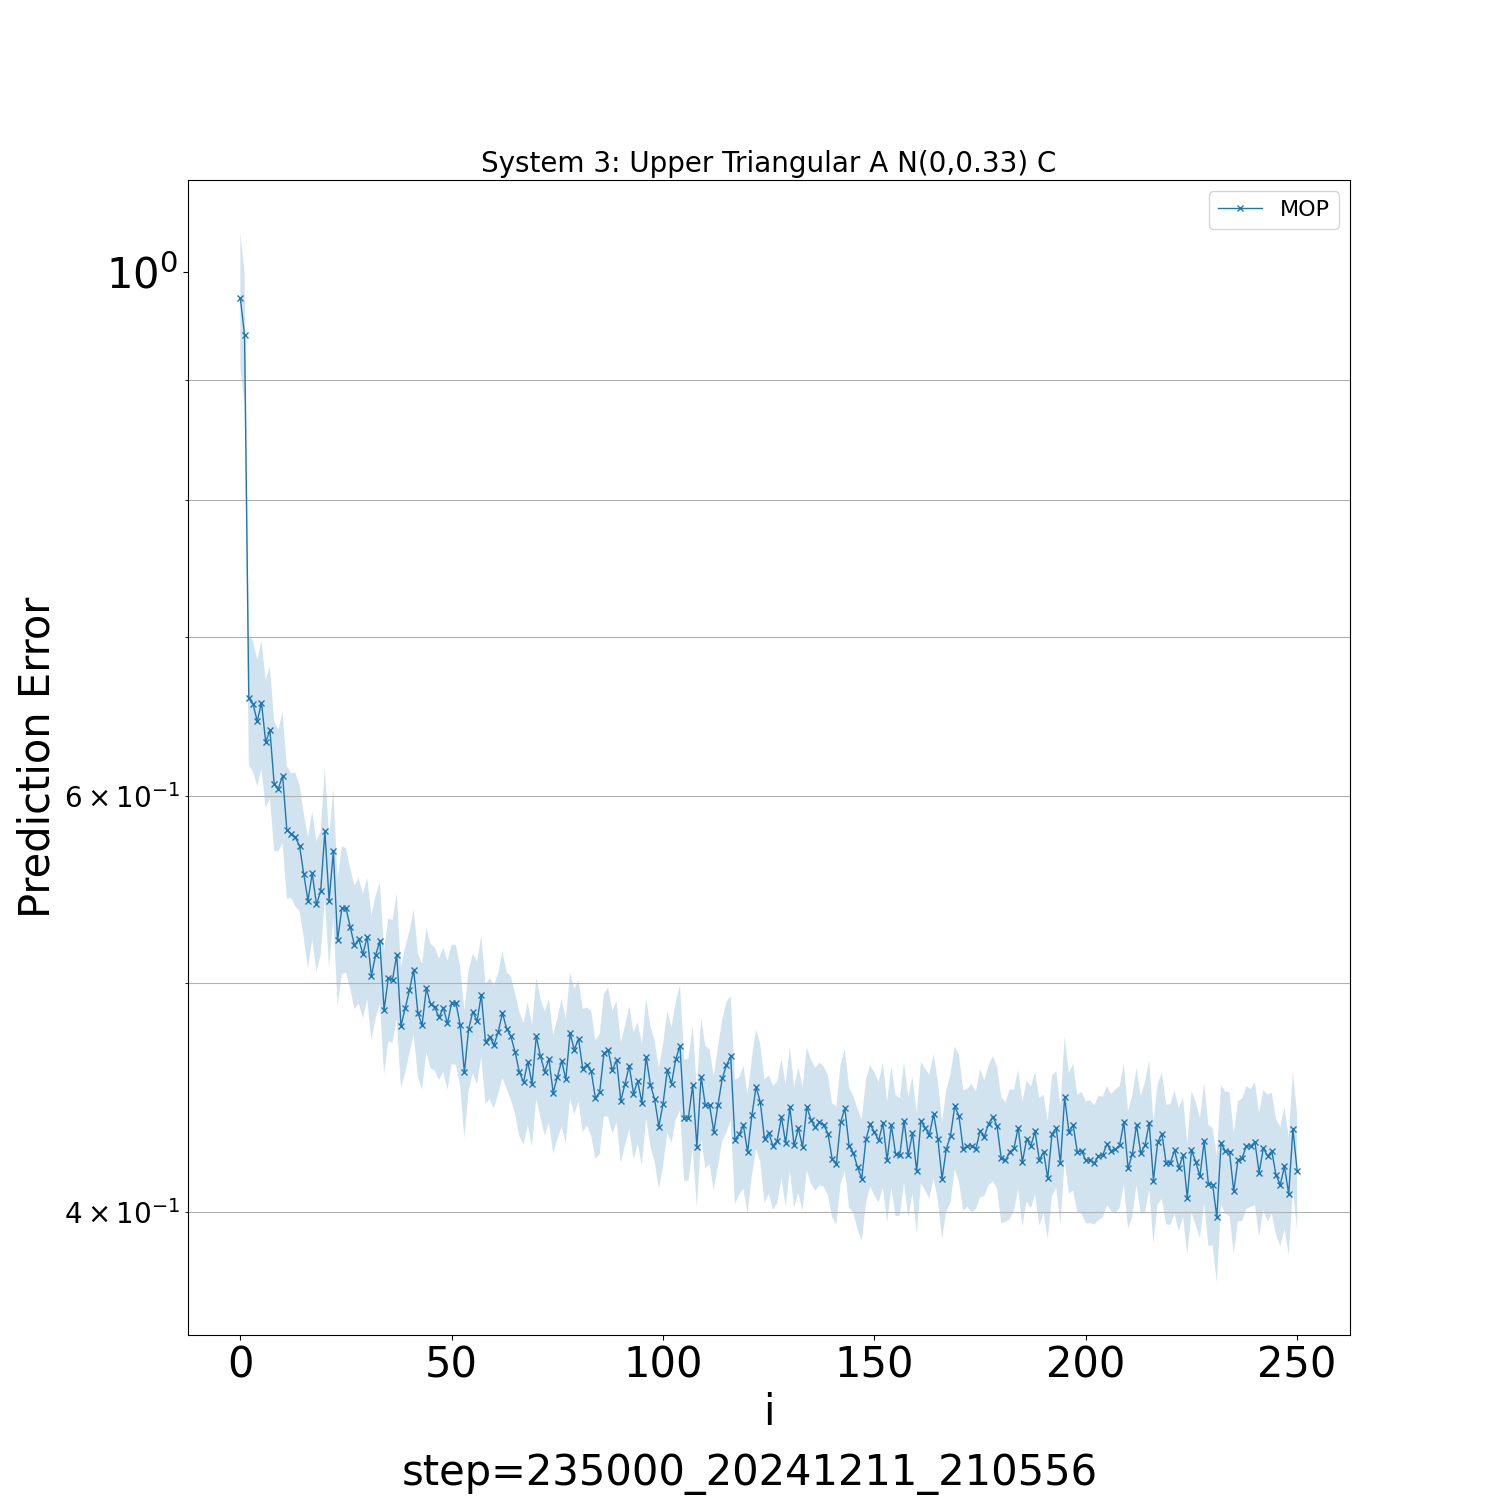 System 3: Upper Triangular A N(0,0.33) C
MOP
10⁰
6 × 10⁻¹
4 × 10⁻¹
Prediction Error
0 50 100 150 200 250
i
step=235000_20241211_210556